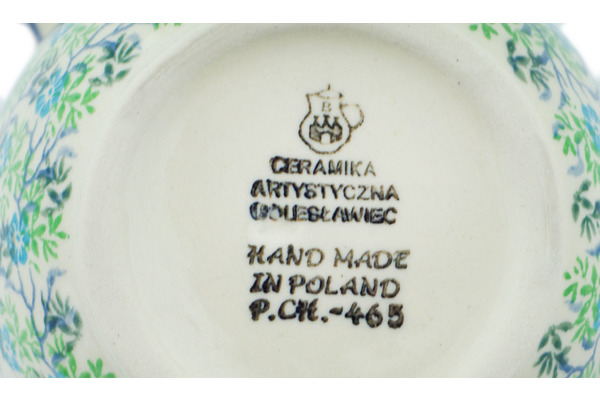 B
CERAMIKA
ARTYSTYCZNA
BOLESŁAWIEC
HAND MADE
IN POLAND
P.CH.-465